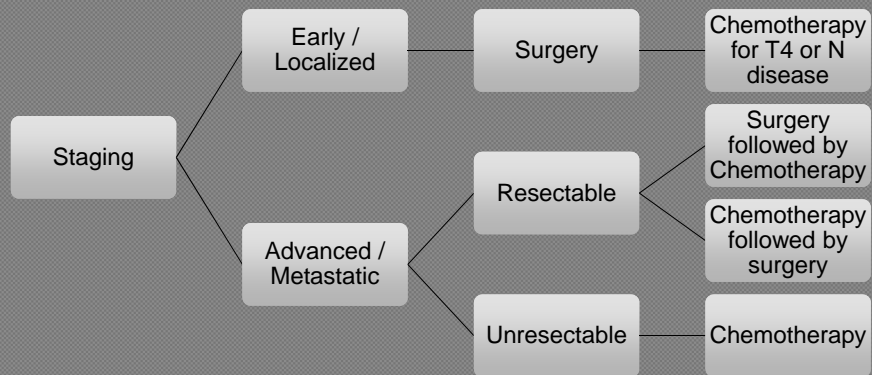 Staging
Early /
Localized
Surgery
Chemotherapy
for T4 or N
disease
Advanced /
Metastatic
Resectable
Surgery
followed by
Chemotherapy
Chemotherapy
followed by
surgery
Unresectable
Chemotherapy